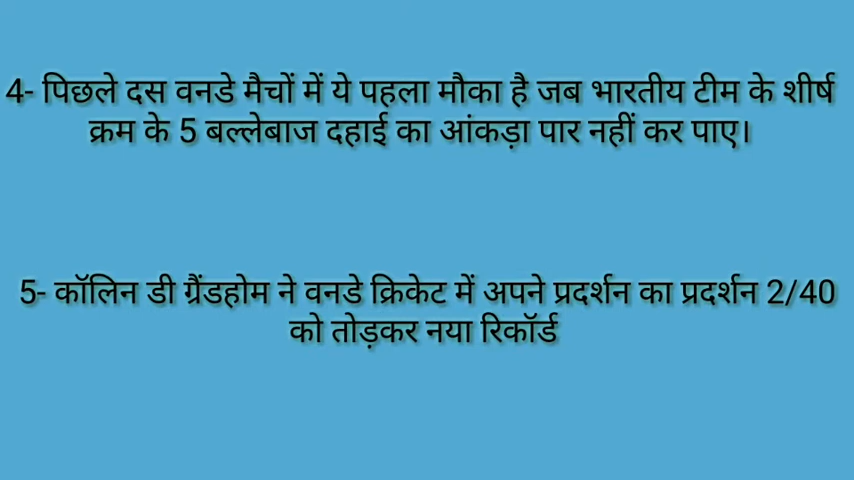 4- पिछले दस वनडे मैचों में ये पहला मौका है जब भारतीय टीम के शीर्ष
क्रम के 5 बल्लेबाज दहाई का आंकड़ा पार नहीं कर पाए।
5- कॉलिन डी ग्रैंडहोम ने वनडे क्रिकेट में अपने प्रदर्शन का प्रदर्शन 2/40
को तोड़कर नया रिकॉर्ड